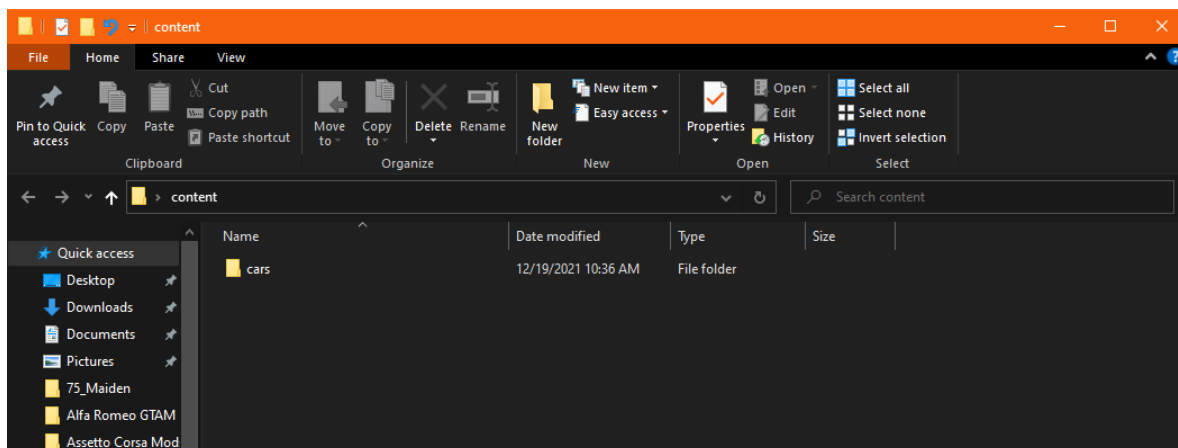 content
File Home Share View
Pin to Quick access
Copy
Paste
Cut
Copy path
Paste shortcut
Clipboard
Move to
Copy to
Delete
Rename
Organize
New folder
New item
Easy access
New
Properties
Open
Edit
History
Open
Select all
Select none
Invert selection
Select
content
Search content
Quick access
Desktop
Downloads
Documents
Pictures
75_Maiden
Alfa Romeo GTAM
Assetto Corsa Mod
Name Date modified Type Size
cars 12/19/2021 10:36 AM File folder